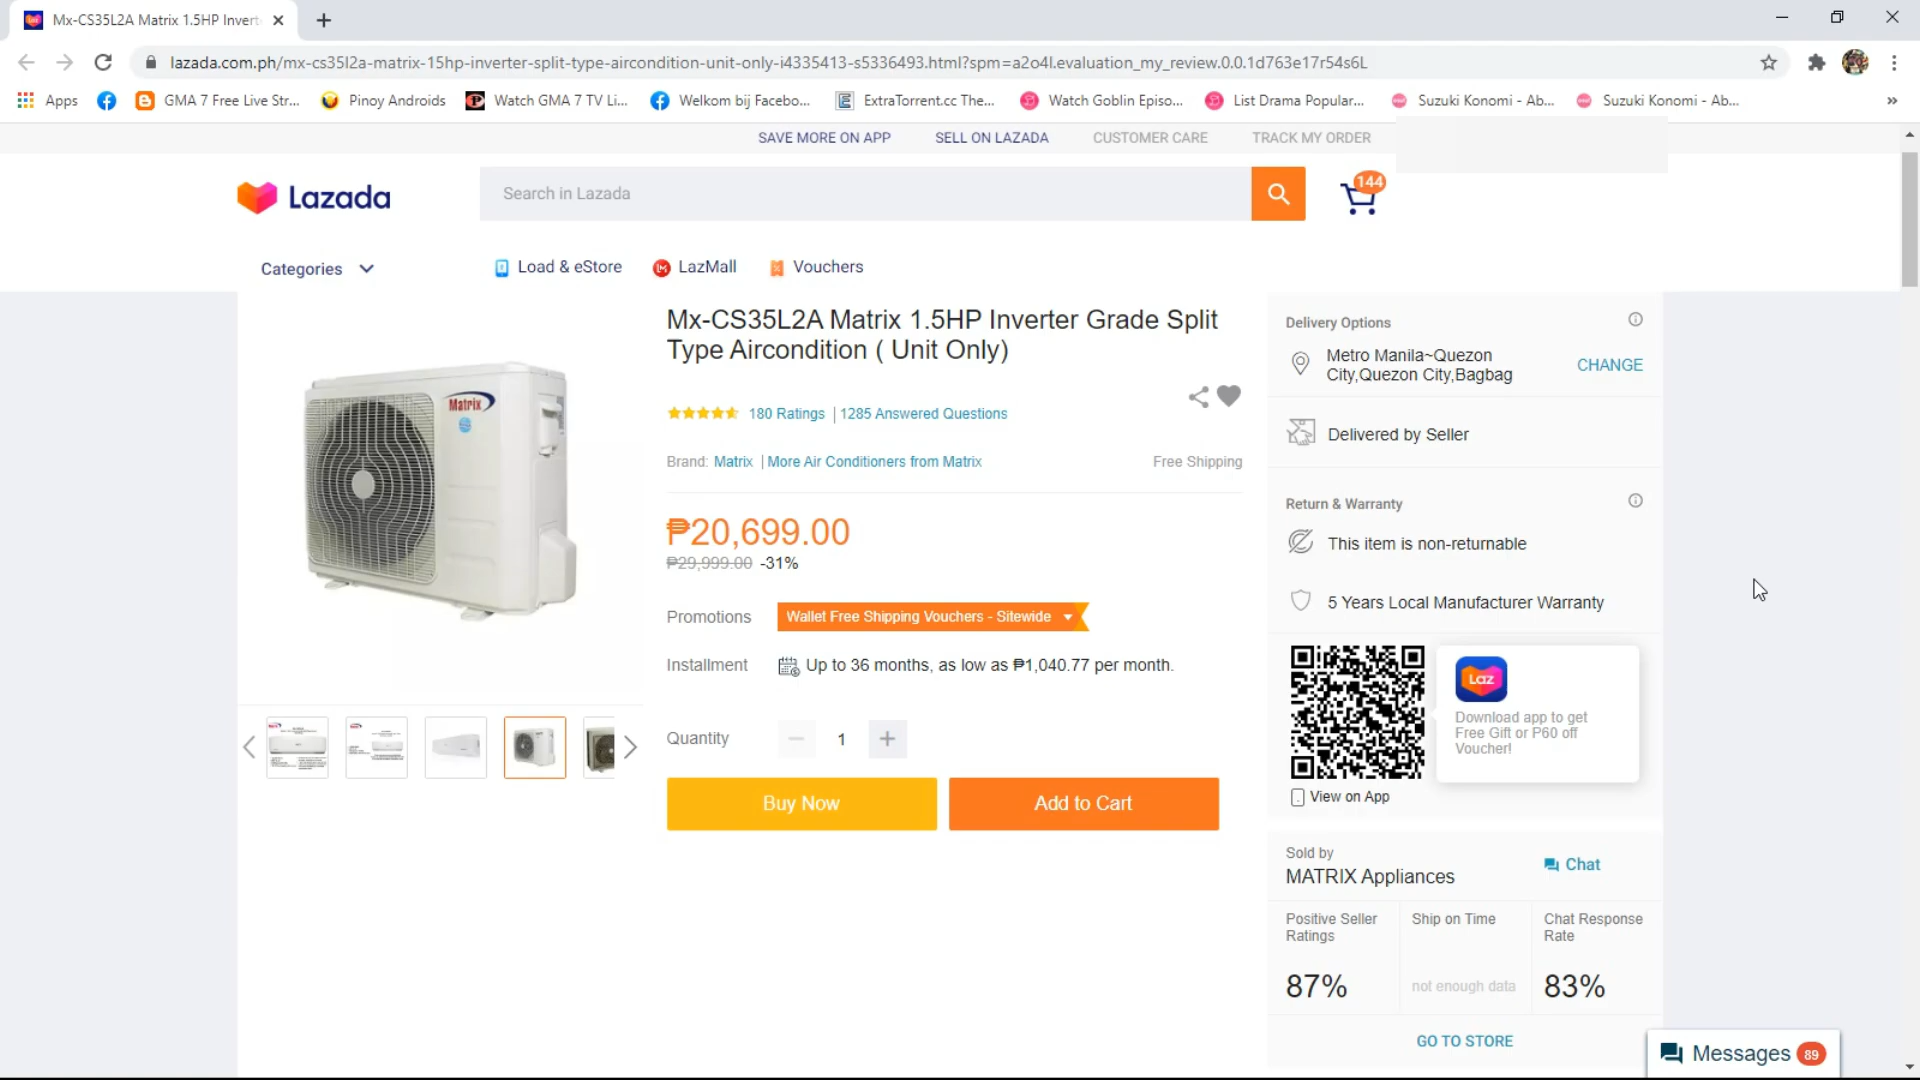 Mx-CS35L2A Matrix 1.5HP Invert
lazada.com.ph/mx-cs35l2a-matrix-15hp-inverter-split-type-aircondition-unit-only-i4335413-s5336493.html?spm=a2o4l.evaluation_my_review.0.0.1d763e17r54s6L
Apps GMA 7 Free Live Str... Pinoy Androids Watch GMA 7 TV Li... Welkom bij Facebo... ExtraTorrent.cc The... Watch Goblin Episo... List Drama Popular... Suzuki Konomi - Ab... Suzuki Konomi - Ab... »
SAVE MORE ON APP SELL ON LAZADA CUSTOMER CARE TRACK MY ORDER
Lazada Search in Lazada 144
Categories Load & eStore LazMall Vouchers
Mx-CS35L2A Matrix 1.5HP Inverter Grade Split
Type Aircondition ( Unit Only)
Matrix
180 Ratings | 1285 Answered Questions
Brand: Matrix | More Air Conditioners from Matrix Free Shipping
₱20,699.00
₱29,999.00 -31%
Promotions Wallet Free Shipping Vouchers - Sitewide
Installment Up to 36 months, as low as ₱1,040.77 per month.
Quantity − 1 +
Buy Now Add to Cart
Delivery Options
Metro Manila~Quezon
City,Quezon City,Bagbag
CHANGE
Delivered by Seller
Return & Warranty
This item is non-returnable
5 Years Local Manufacturer Warranty
Laz
Download app to get
Free Gift or P60 off
Voucher!
View on App
Sold by
MATRIX Appliances
Chat
Positive Seller
Ratings
87%
Ship on Time
not enough data
Chat Response
Rate
83%
GO TO STORE
Messages 89